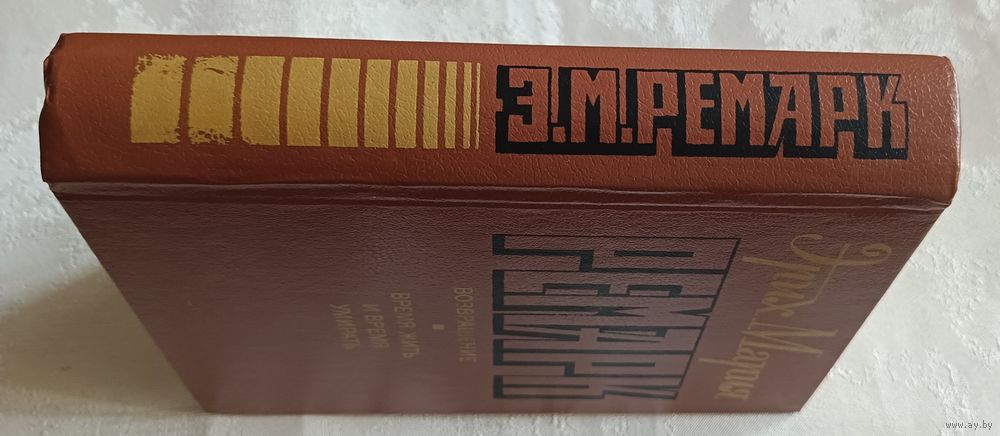 Э.М.РЕМАРК
Эрих Мария
РЕМАРК
ВОЗВРАЩЕНИЕ
ВРЕМЯ ЖИТЬ
И ВРЕМЯ
УМИРАТЬ
© www.ay.by